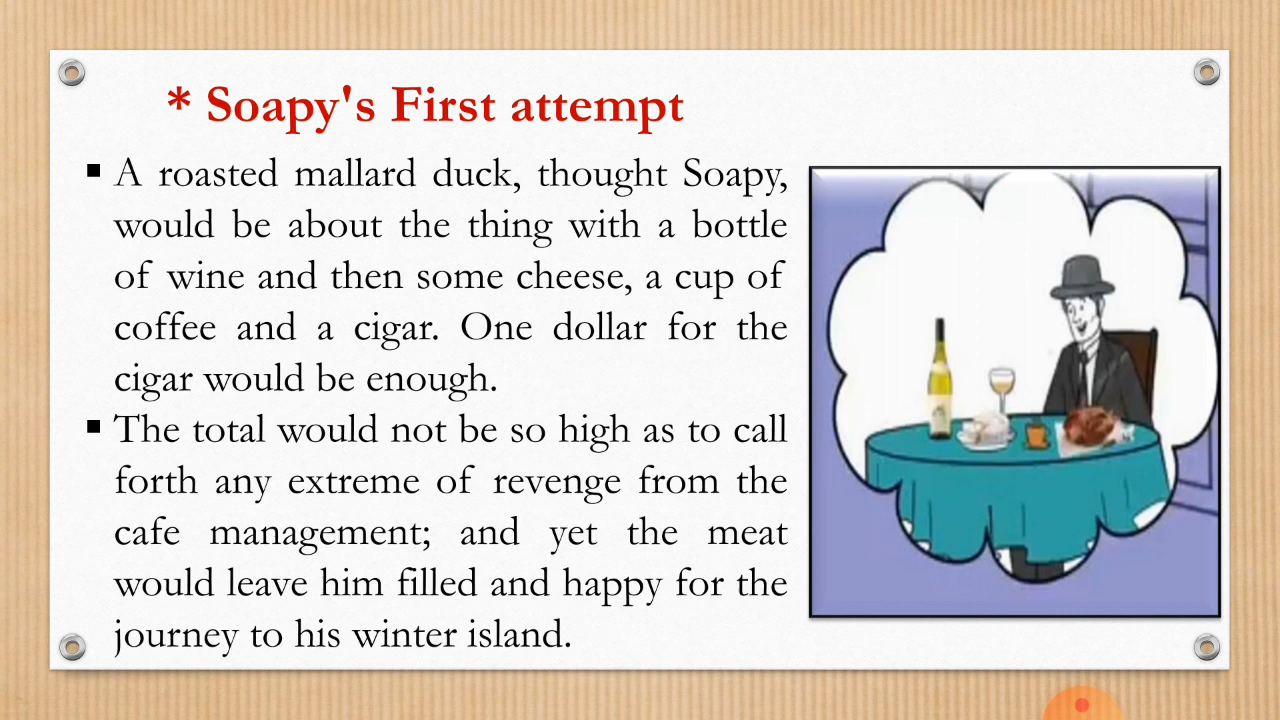 * Soapy's First attempt
▪ A roasted mallard duck, thought Soapy,
would be about the thing with a bottle
of wine and then some cheese, a cup of
coffee and a cigar. One dollar for the
cigar would be enough.
▪ The total would not be so high as to call
forth any extreme of revenge from the
cafe management; and yet the meat
would leave him filled and happy for the
journey to his winter island.